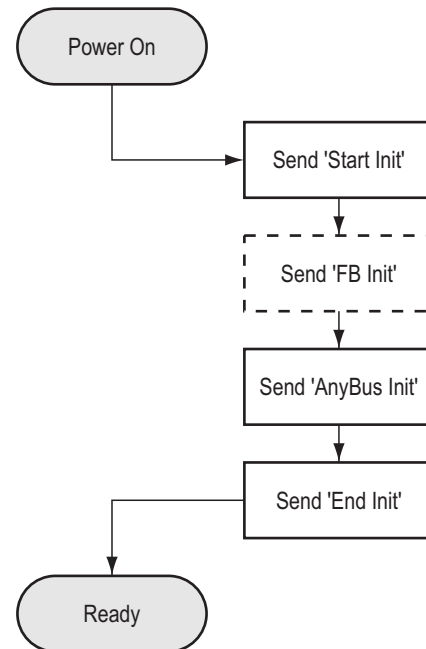 Power On
Send 'Start Init'
Send 'FB Init'
Send 'AnyBus Init'
Send 'End Init'
Ready